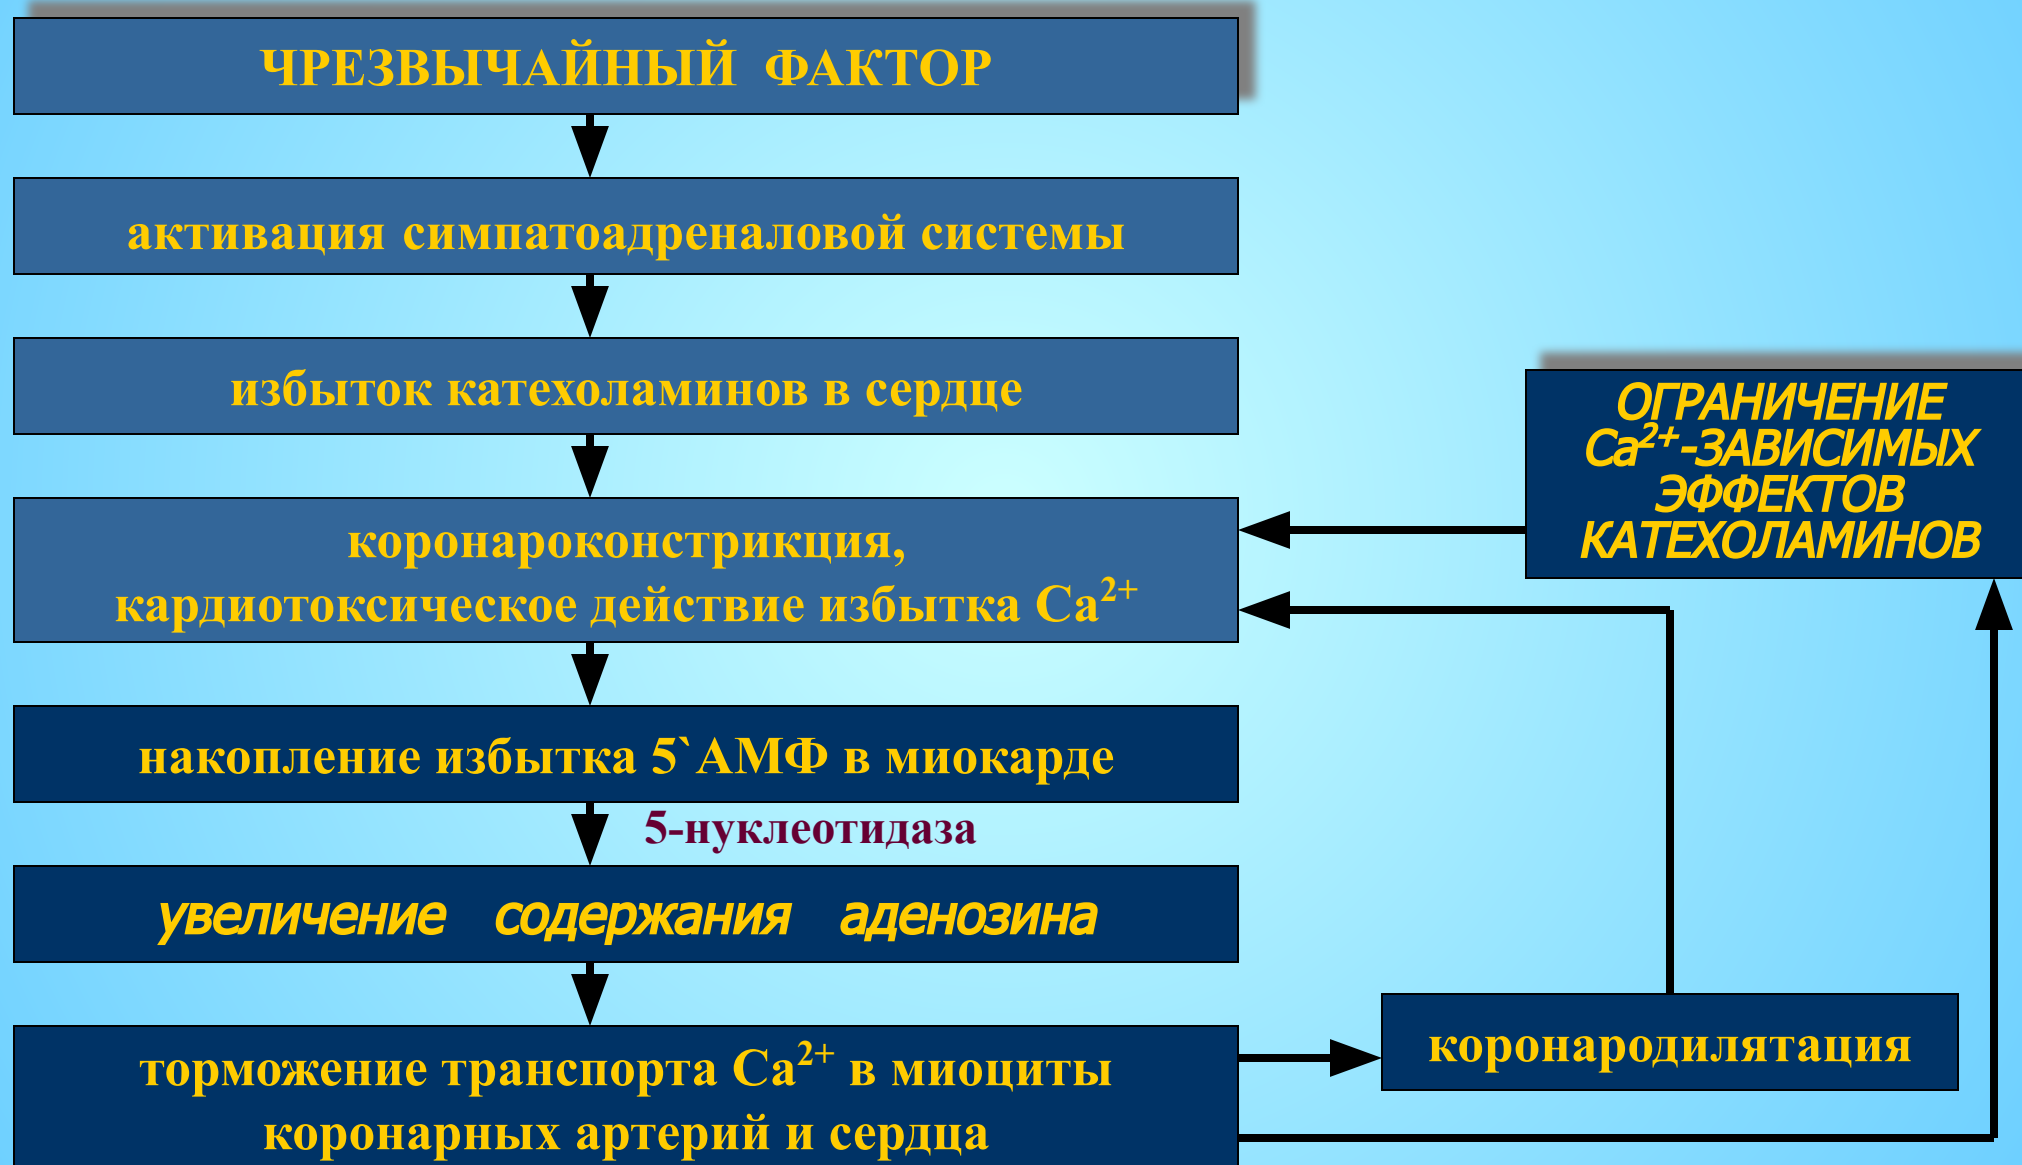 ЧРЕЗВЫЧАЙНЫЙ ФАКТОР
активация симпатоадреналовой системы
избыток катехоламинов в сердце
ОГРАНИЧЕНИЕ
Ca²⁺-ЗАВИСИМЫХ
ЭФФЕКТОВ
КАТЕХОЛАМИНОВ
коронароконстрикция,
кардиотоксическое действие избытка Ca²⁺
накопление избытка 5`АМФ в миокарде
5-нуклеотидаза
увеличение содержания аденозина
торможение транспорта Ca²⁺ в миоциты
коронарных артерий и сердца
коронародилятация